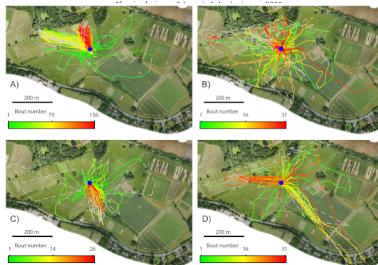 A)
B)
200 m
200 m
Bout number
Bout number
1 79 156
1 16 31
C)
D)
200 m
200 m
Bout number
Bout number
1 14 26
1 16 31